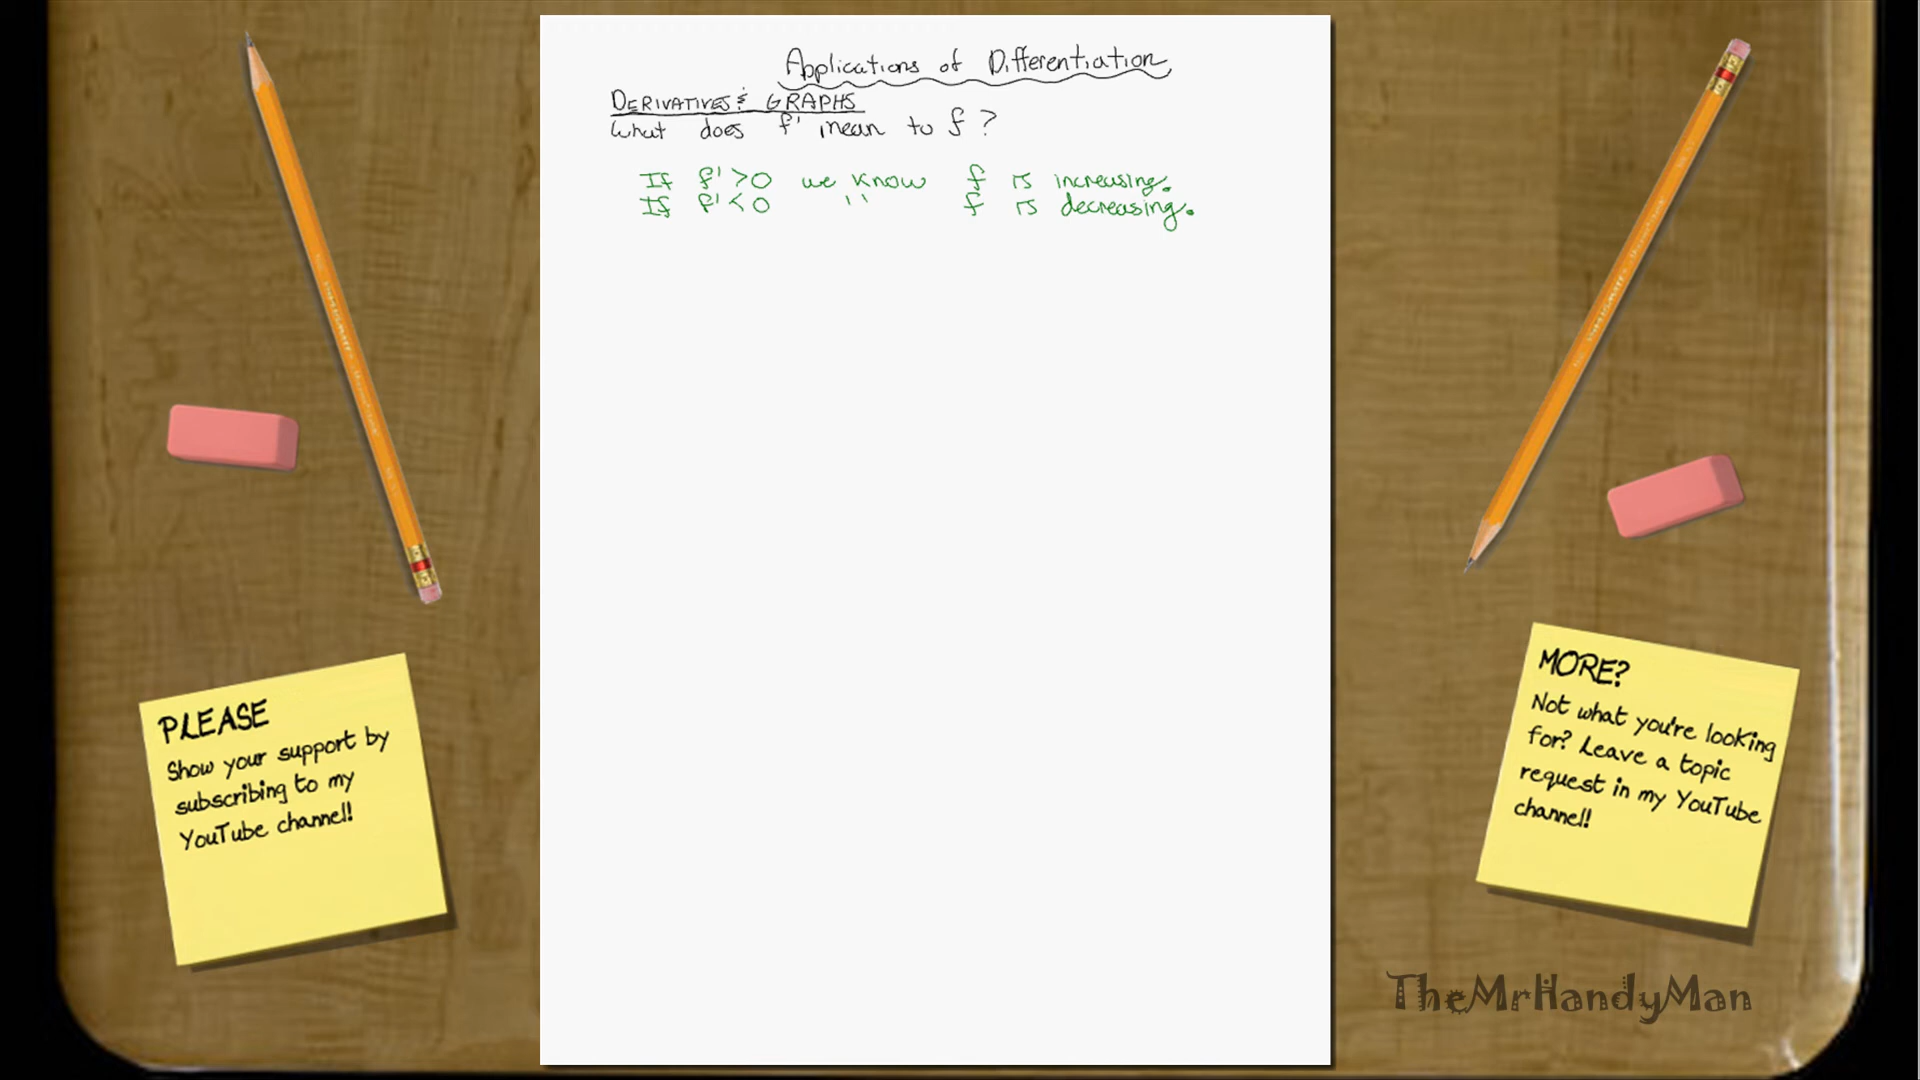 Applications of Differentiation
DERIVATIVES & GRAPHS
What does f' mean to f?
If f' > 0 we know f is increasing.
If f' < 0 '' f is decreasing.
PLEASE
Show your support by
subscribing to my
YouTube channel!
MORE?
Not what you're looking
for? Leave a topic
request in my YouTube
channel!
TheMrHandyMan